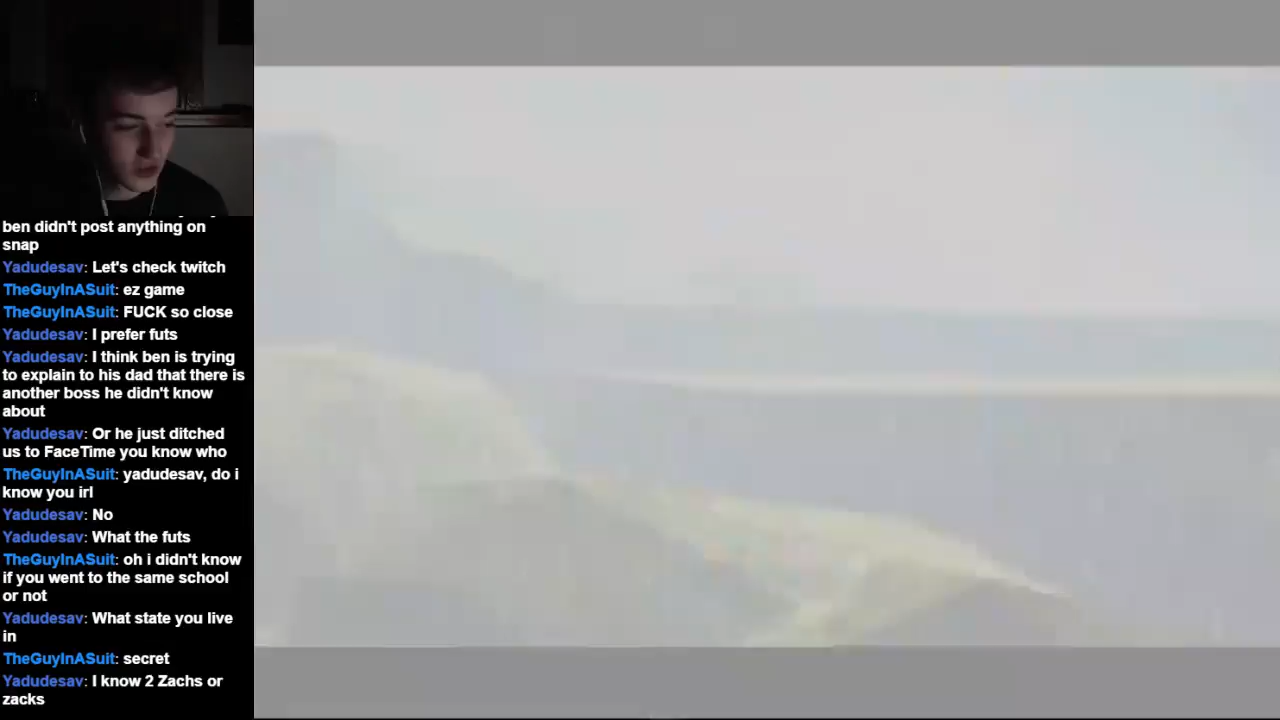 ben didn't post anything on
snap
Yadudesav: Let's check twitch
TheGuyInASuit: ez game
TheGuyInASuit: FUCK so close
Yadudesav: I prefer futs
Yadudesav: I think ben is trying
to explain to his dad that there is
another boss he didn't know
about
Yadudesav: Or he just ditched
us to FaceTime you know who
TheGuyInASuit: yadudesav, do i
know you irl
Yadudesav: No
Yadudesav: What the futs
TheGuyInASuit: oh i didn't know
if you went to the same school
or not
Yadudesav: What state you live
in
TheGuyInASuit: secret
Yadudesav: I know 2 Zachs or
zacks